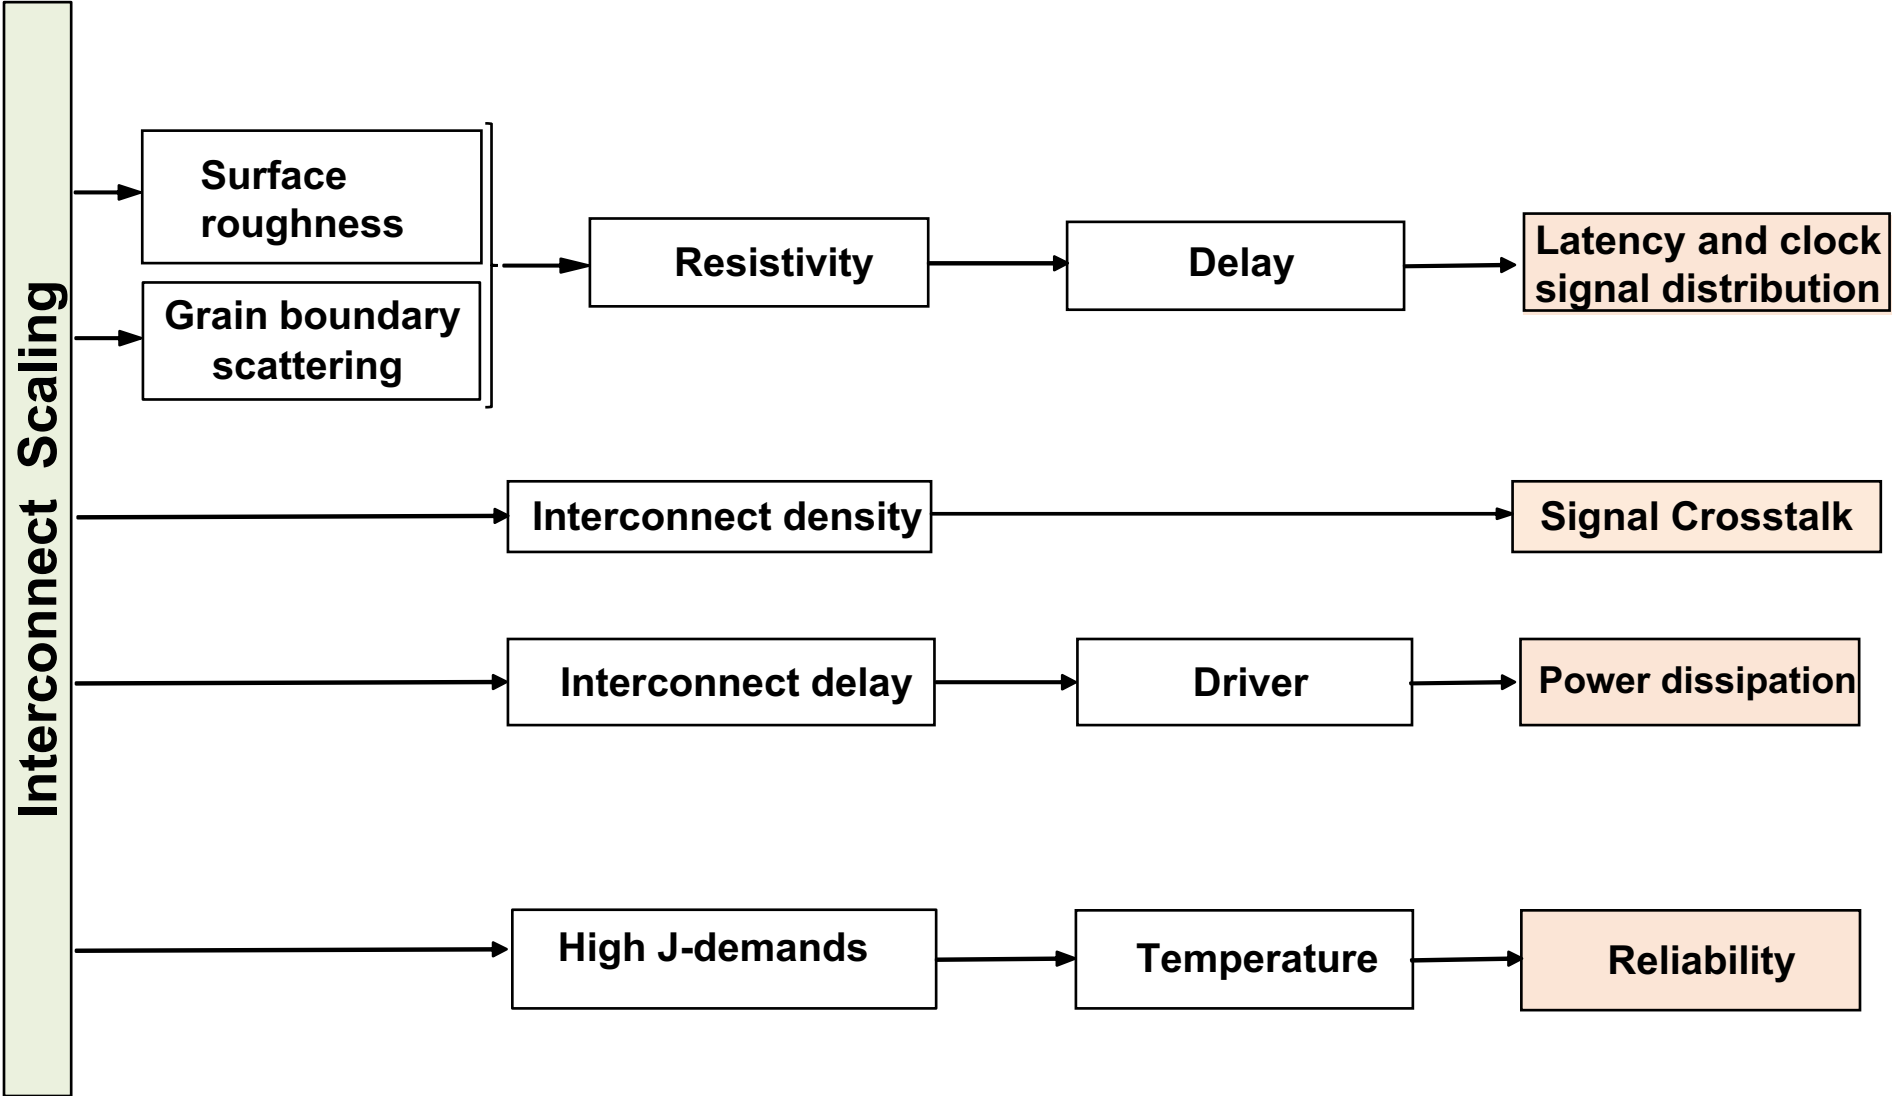 Interconnect Scaling
Surface
roughness
Grain boundary
scattering
Resistivity
Delay
Latency and clock
signal distribution
Interconnect density
Signal Crosstalk
Interconnect delay
Driver
Power dissipation
High J-demands
Temperature
Reliability